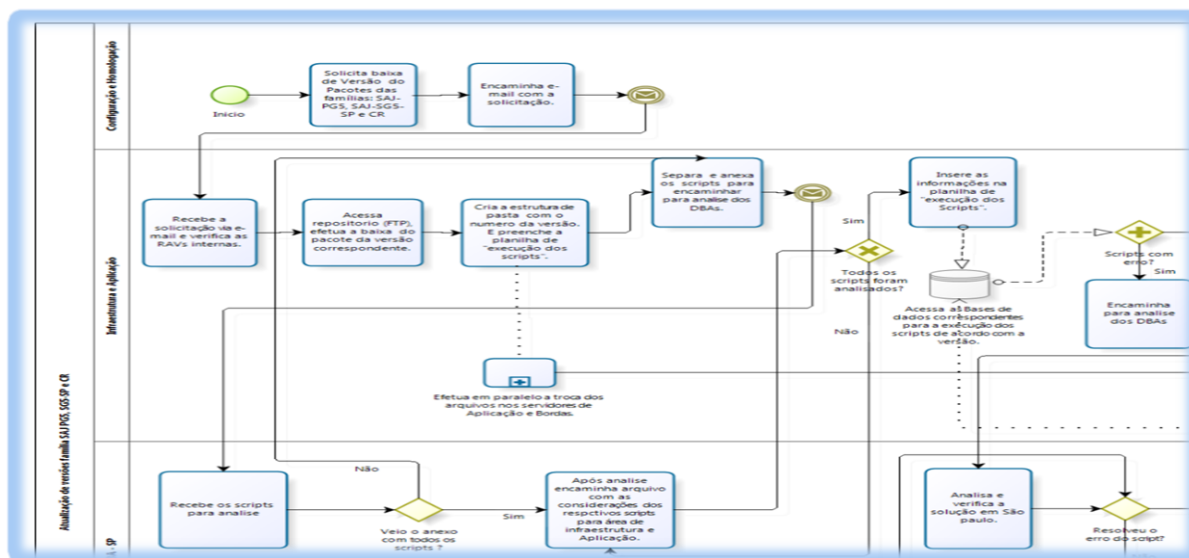 Atualização de versões família SAJ PGS, SGS-SP e CR
Configuração e Homologação
Inicio
Solicita baixa
de Versão do
Pacotes das
famílias: SAJ-
PGS, SAJ-SGS-
SP e CR
Encaminha e-
mail com a
solicitação.
Infraestrutura e Aplicação
Recebe a
solicitação via e-
mail e verifica as
RAVs internas.
Acessa
repositorio (FTP),
efetua a baixa do
pacote da versão
correspondente.
Cria a estrutura de
pasta com o
numero da versão.
E preenche a
planilha de
"execução dos
scripts".
Separa e anexa
os scripts para
encaminhar
para analise dos
DBAs.
Sim
Todos os
scripts foram
analisados?
Não
Insere as
informações na
planilha de
"execução dos
Scripts".
Acessa as Bases de
dados correspondentes
para a execução dos
scripts de acordo com a
versão.
Scripts com
erro?
Sim
Encaminha
para analise
dos DBAs
Efetua em paralelo a troca dos
arquivos nos servidores de
Aplicação e Bordas.
- SP
Recebe os scripts
para analise
Não
Veio o anexo
com todos os
scripts ?
Sim
Após analise
encaminha arquivo
com as
considerações dos
respctivos scripts
para área de
infraestrutura e
Aplicação.
Analisa e
verifica a
solução em São
paulo.
Resolveu o
erro do script?